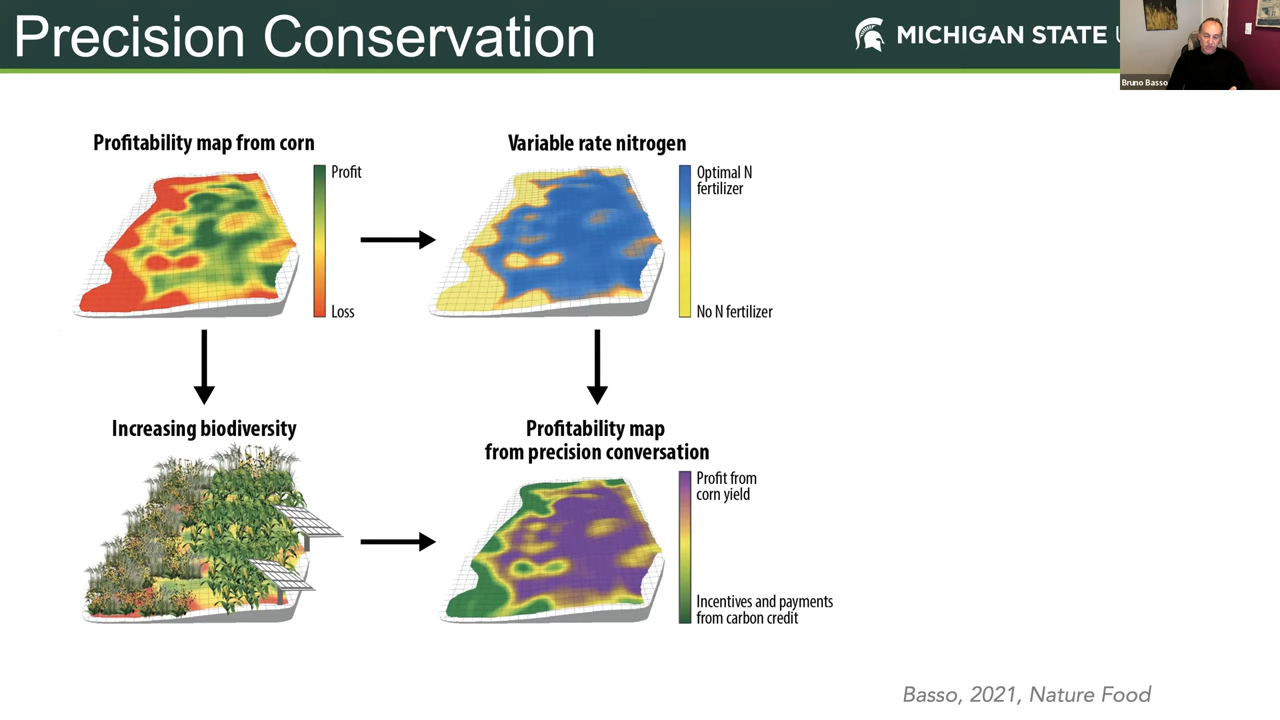 Precision Conservation
MICHIGAN STATE U
Bruno Basso
Profitability map from corn
Profit
Loss
Variable rate nitrogen
Optimal N
fertilizer
No N fertilizer
Increasing biodiversity
Profitability map
from precision conversation
Profit from
corn yield
Incentives and payments
from carbon credit
Basso, 2021, Nature Food